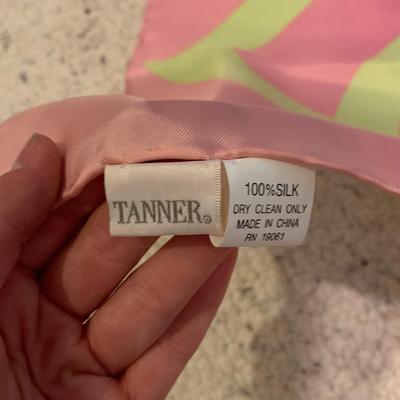 TANNER®
100% SILK
DRY CLEAN ONLY
MADE IN CHINA
RN 19061